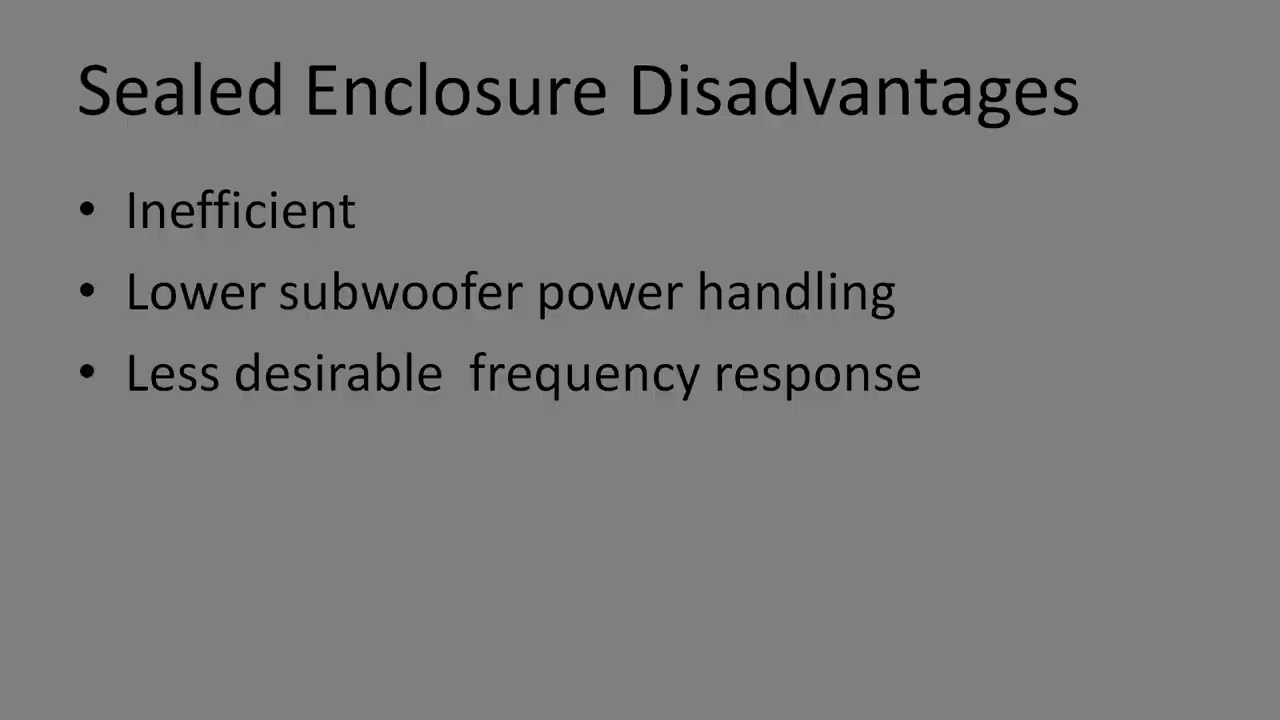 Sealed Enclosure Disadvantages
• Inefficient
• Lower subwoofer power handling
• Less desirable  frequency response